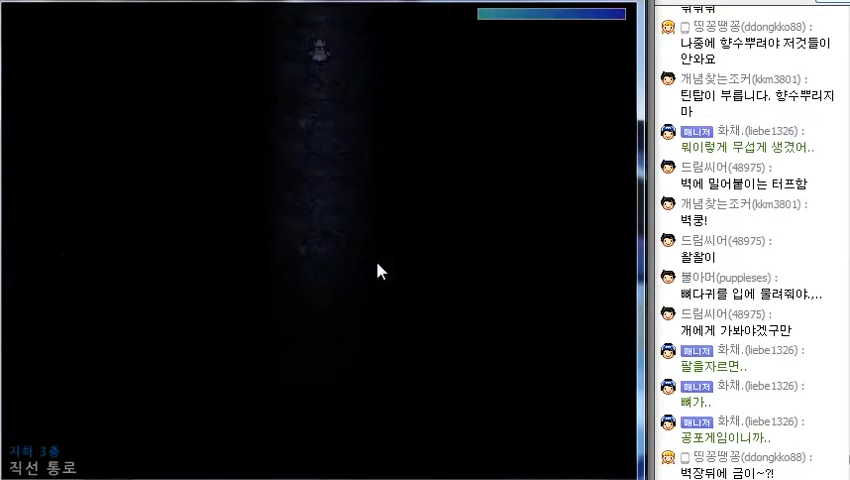 지하 3층
직선 통로
띵꽁땡꽁(ddongkko88) :
나중에 향수뿌려야 저것들이
안와요
개념찾는조커(kkm3801) :
틴탑이 부릅니다. 향수뿌리지
마
매니저 화채.(liebe1326) :
뭐이렇게 무섭게 생겼어..
드림씨어(48975) :
벽에 밀어붙이는 터프함
개념찾는조커(kkm3801) :
벽쿵!
드림씨어(48975) :
왈왈이
불아머(puppleses) :
뼈다귀를 입에 물려줘야.,..
드림씨어(48975) :
개에게 가봐야겠구만
매니저 화채.(liebe1326) :
팔을자르면..
매니저 화채.(liebe1326) :
뼈가..
매니저 화채.(liebe1326) :
공포게임이니까..
띵꽁땡꽁(ddongkko88) :
벽장뒤에 금이~?!